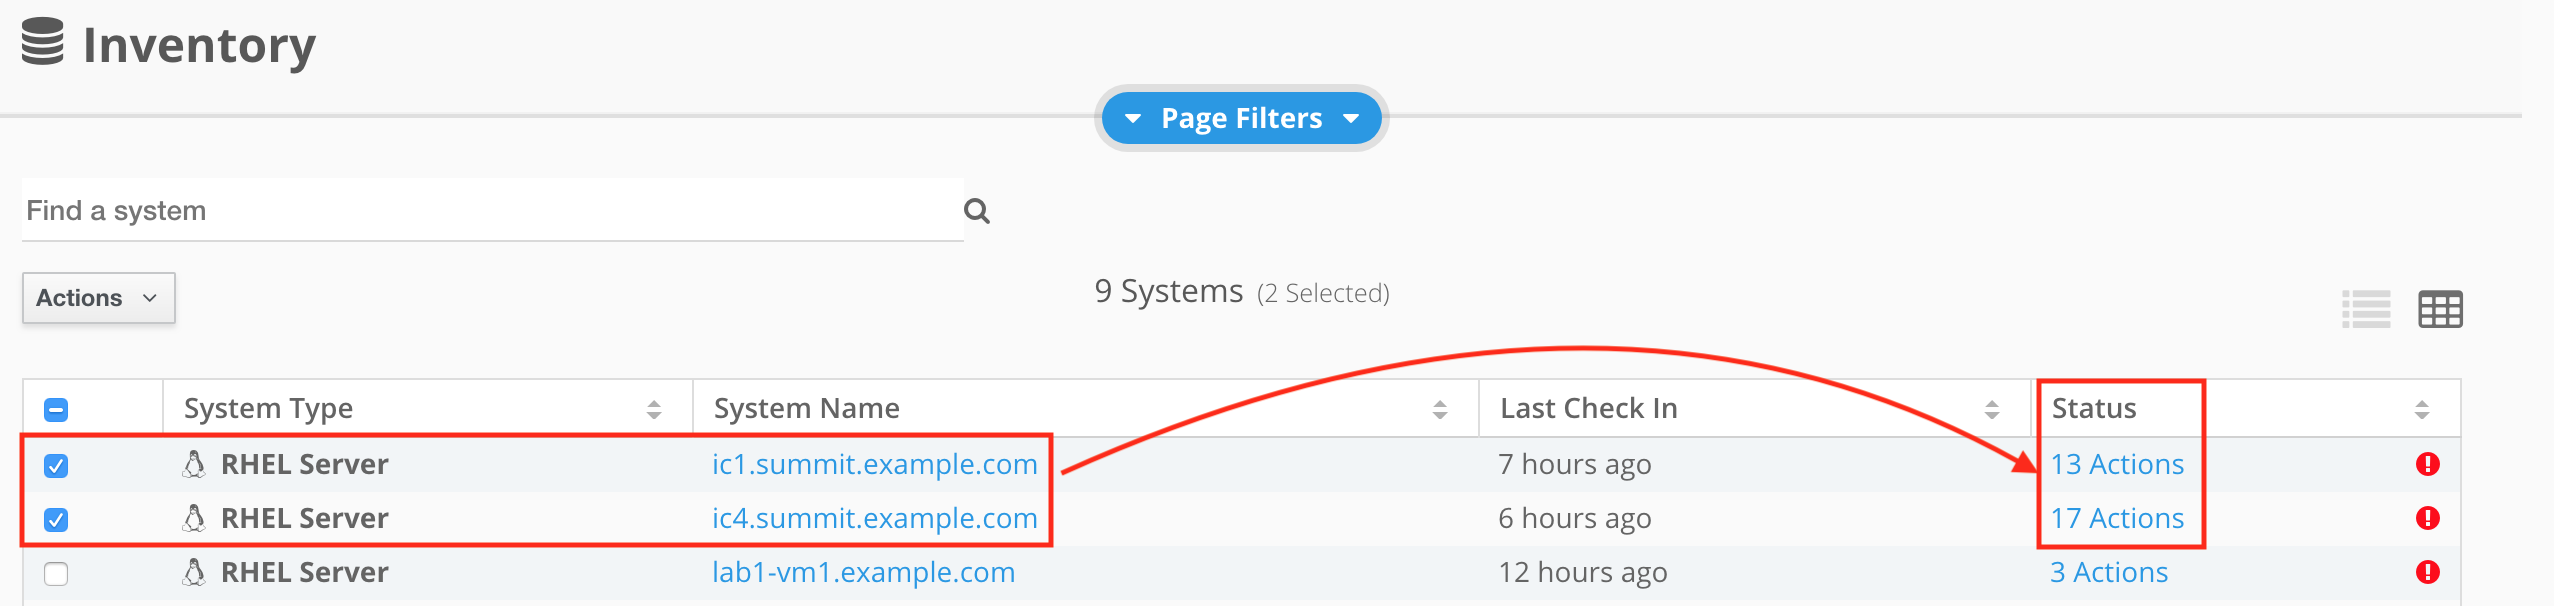 Inventory
Page Filters
Find a system
Actions
9 Systems (2 Selected)
System Type System Name Last Check In Status
RHEL Server ic1.summit.example.com 7 hours ago 13 Actions
RHEL Server ic4.summit.example.com 6 hours ago 17 Actions
RHEL Server lab1-vm1.example.com 12 hours ago 3 Actions